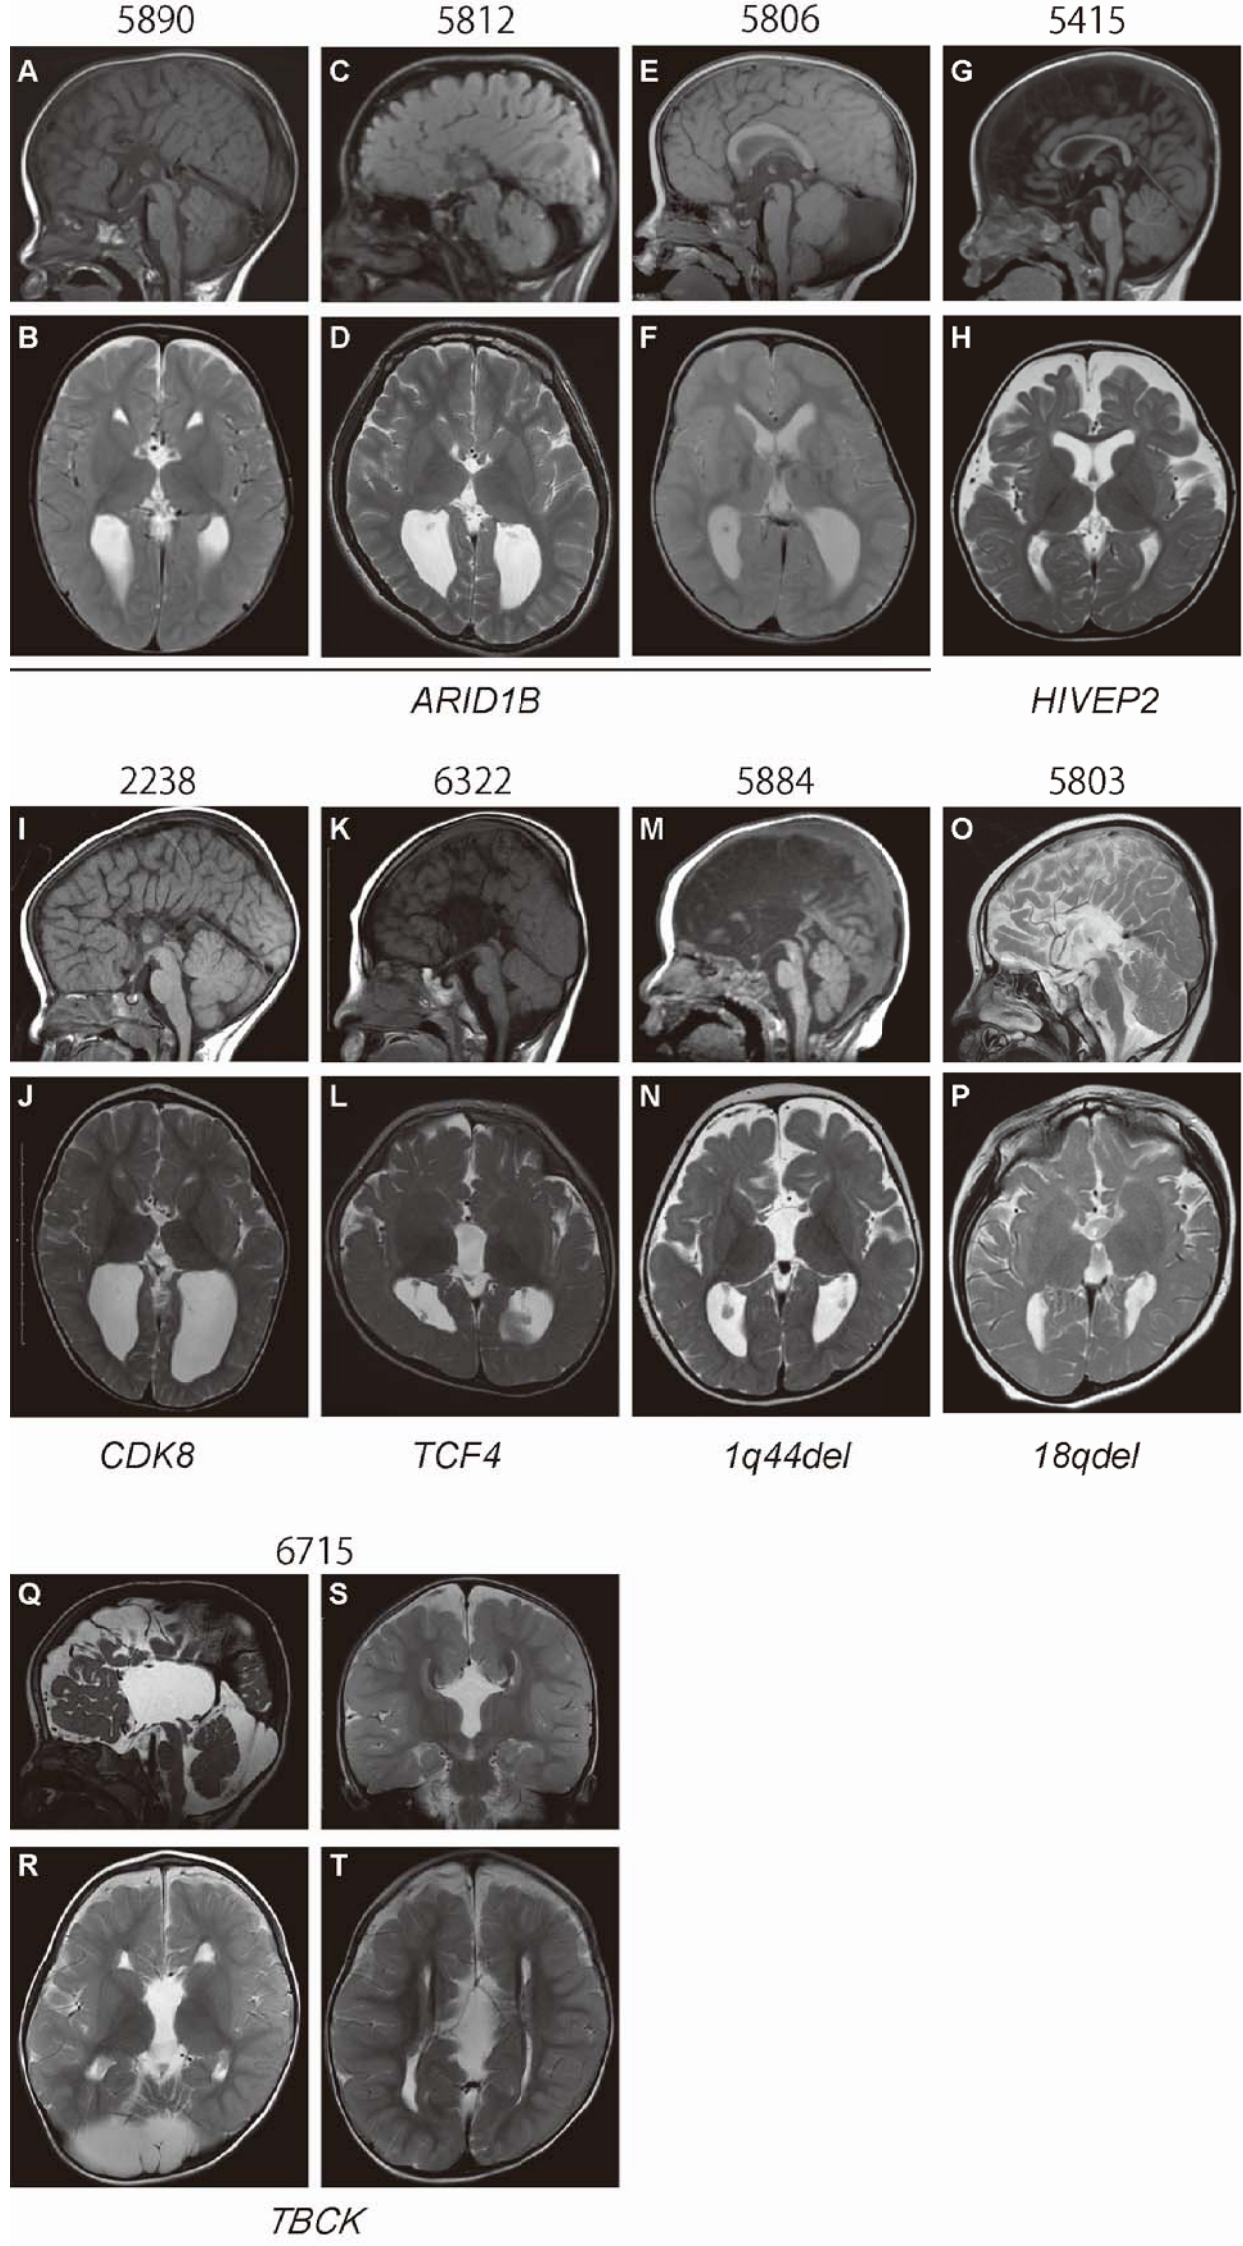 5890 5812 5806 5415
A C E G
B D F H
ARID1B HIVEP2
2238 6322 5884 5803
I K M O
J L N P
CDK8 TCF4 1q44del 18qdel
6715
Q S
R T
TBCK